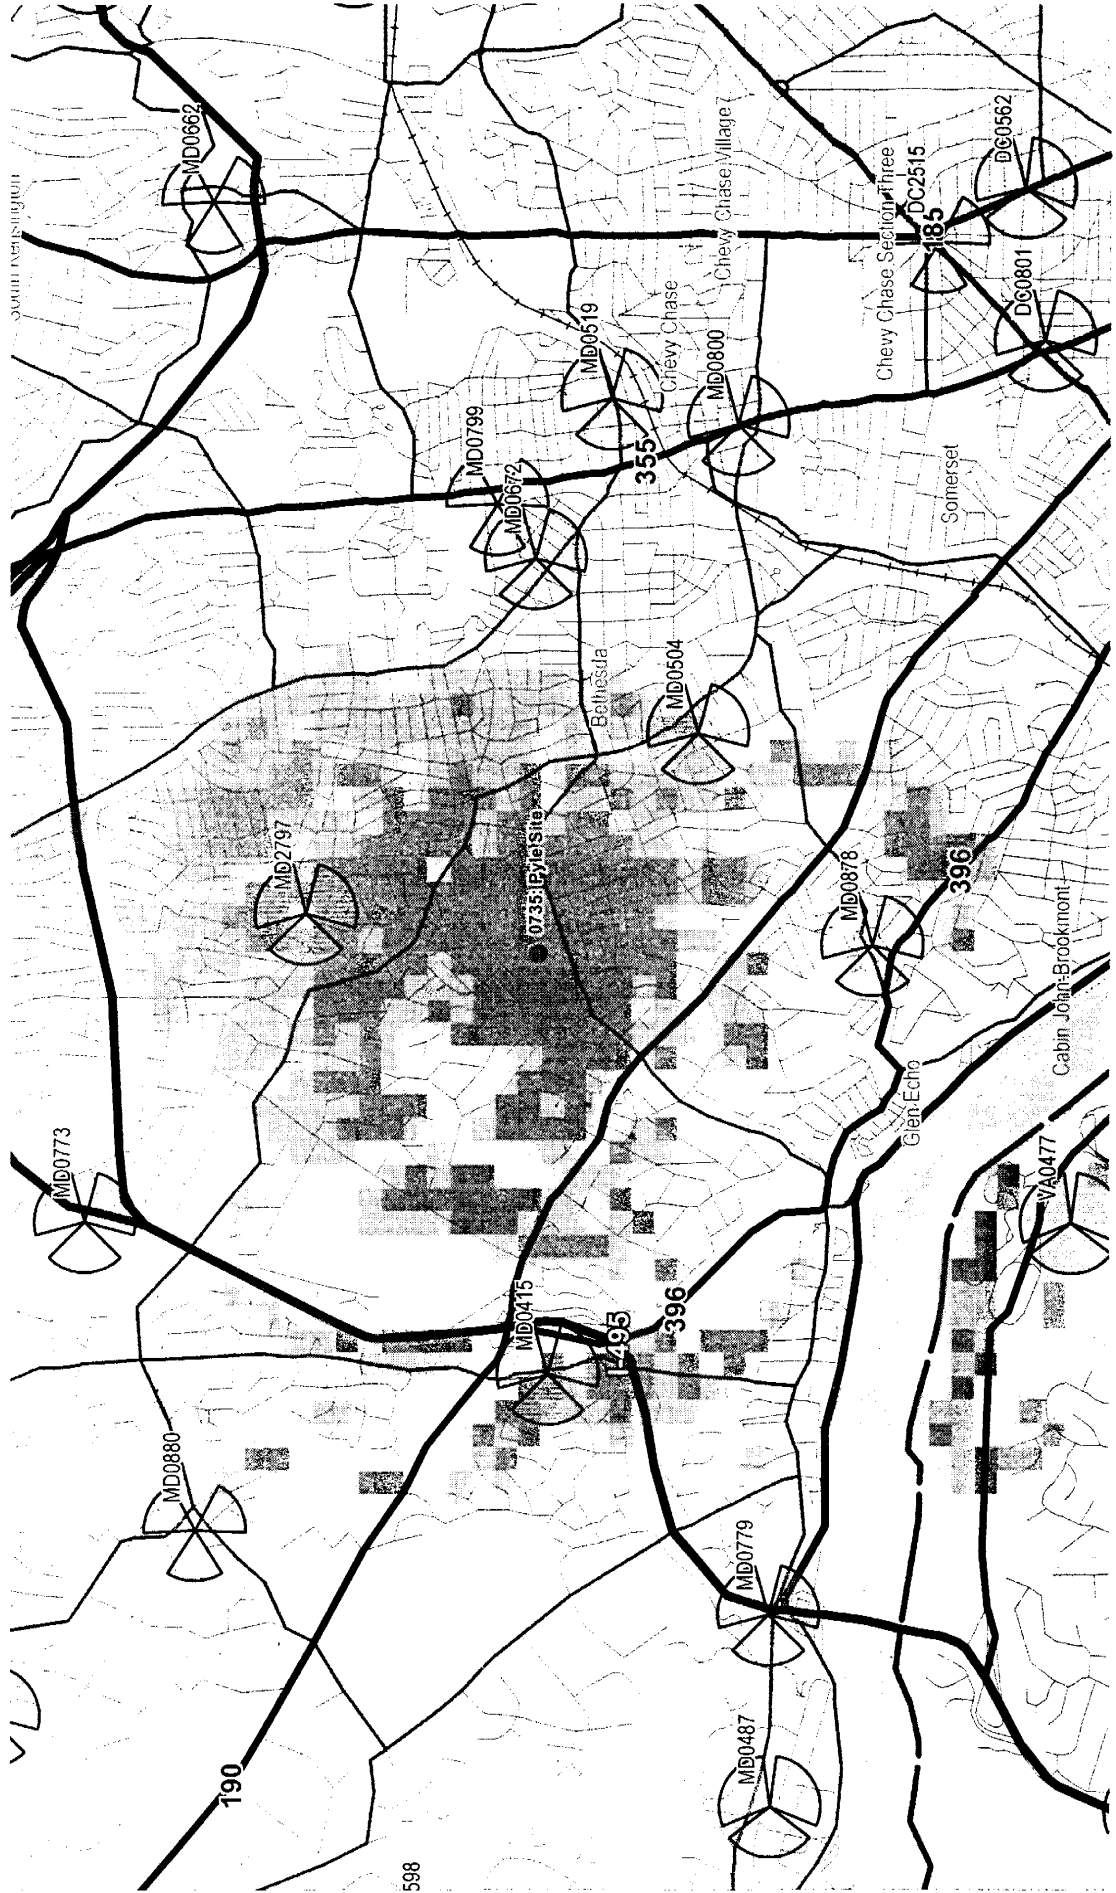 South Kensington
MD0773
MD0880
MD0662
190
MD2797
598
MD0799
MD0672
MD0415
0735: Pyle Site
MD0519
Bethesda
I-495
355
396
MD0504
Chevy Chase
MD0800
Chevy Chase Village
MD0487
MD0779
MD0878
Chevy Chase Section Three
Glen Echo
DC2515
185
Somerset
396
DC0562
DC0801
VA0477
Cabin John-Brookmont